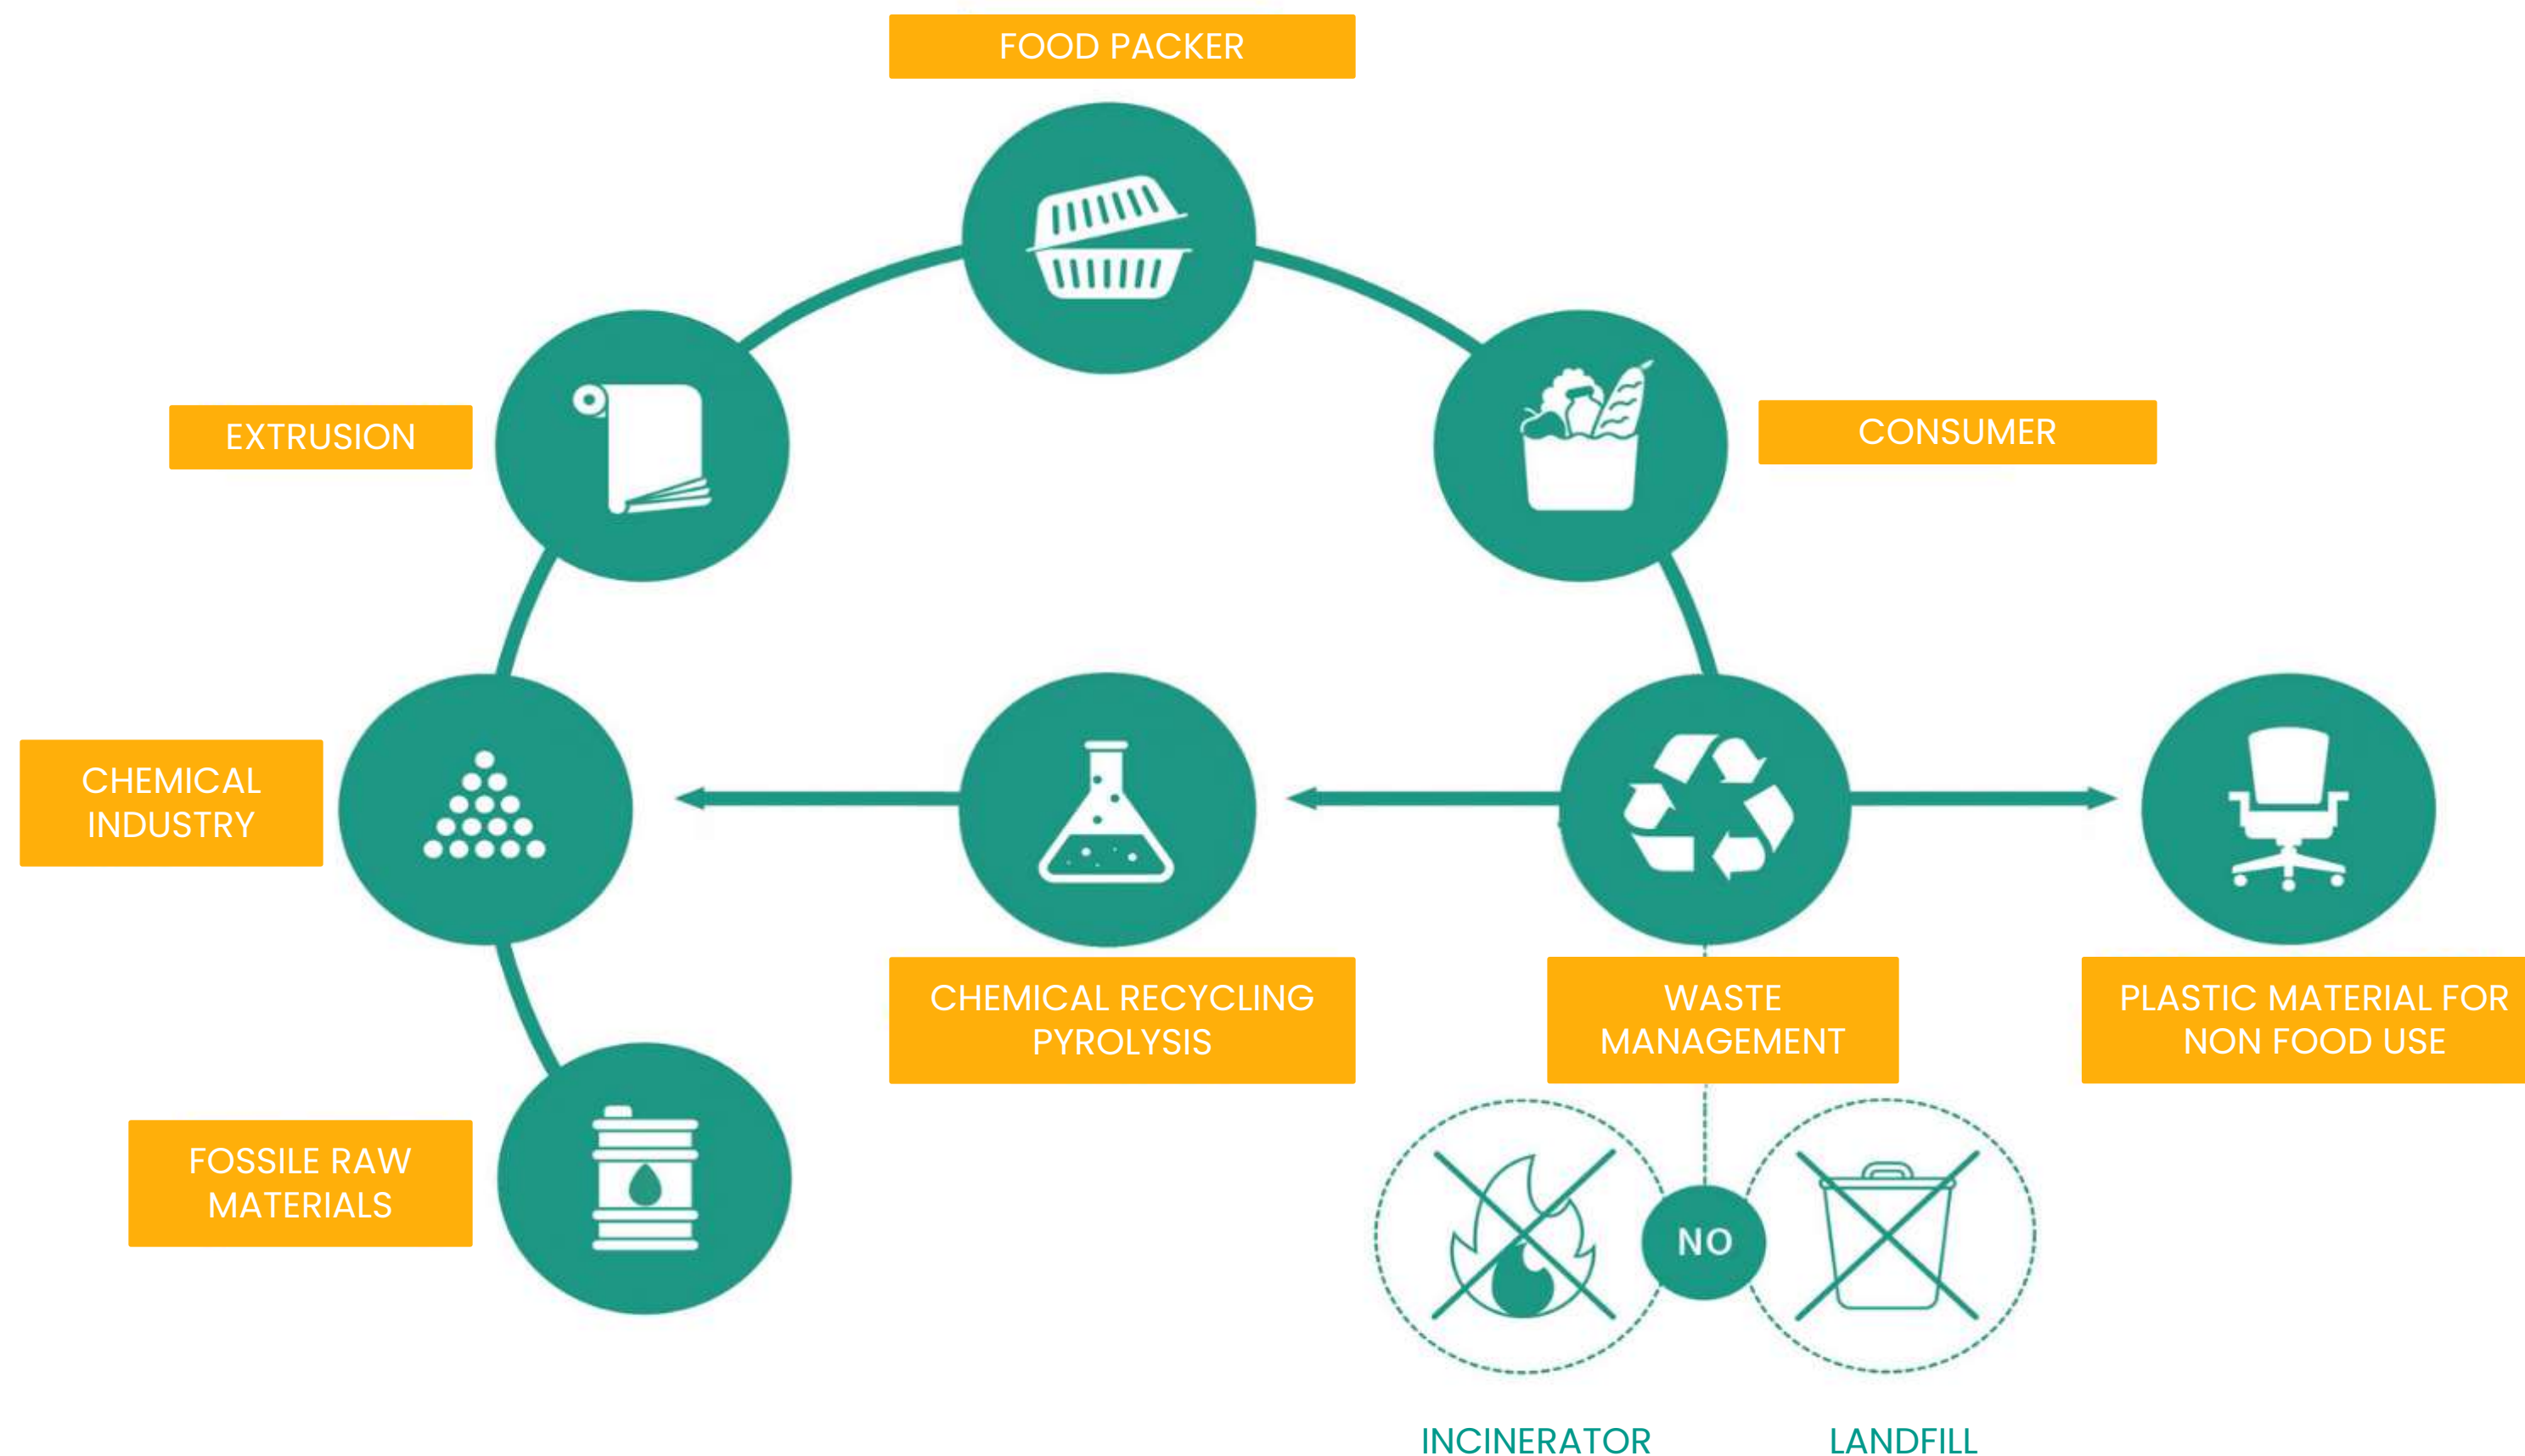 FOOD PACKER
EXTRUSION
CONSUMER
CHEMICAL
INDUSTRY
CHEMICAL RECYCLING
PYROLYSIS
WASTE
MANAGEMENT
PLASTIC MATERIAL FOR
NON FOOD USE
FOSSILE RAW
MATERIALS
NO
INCINERATOR
LANDFILL